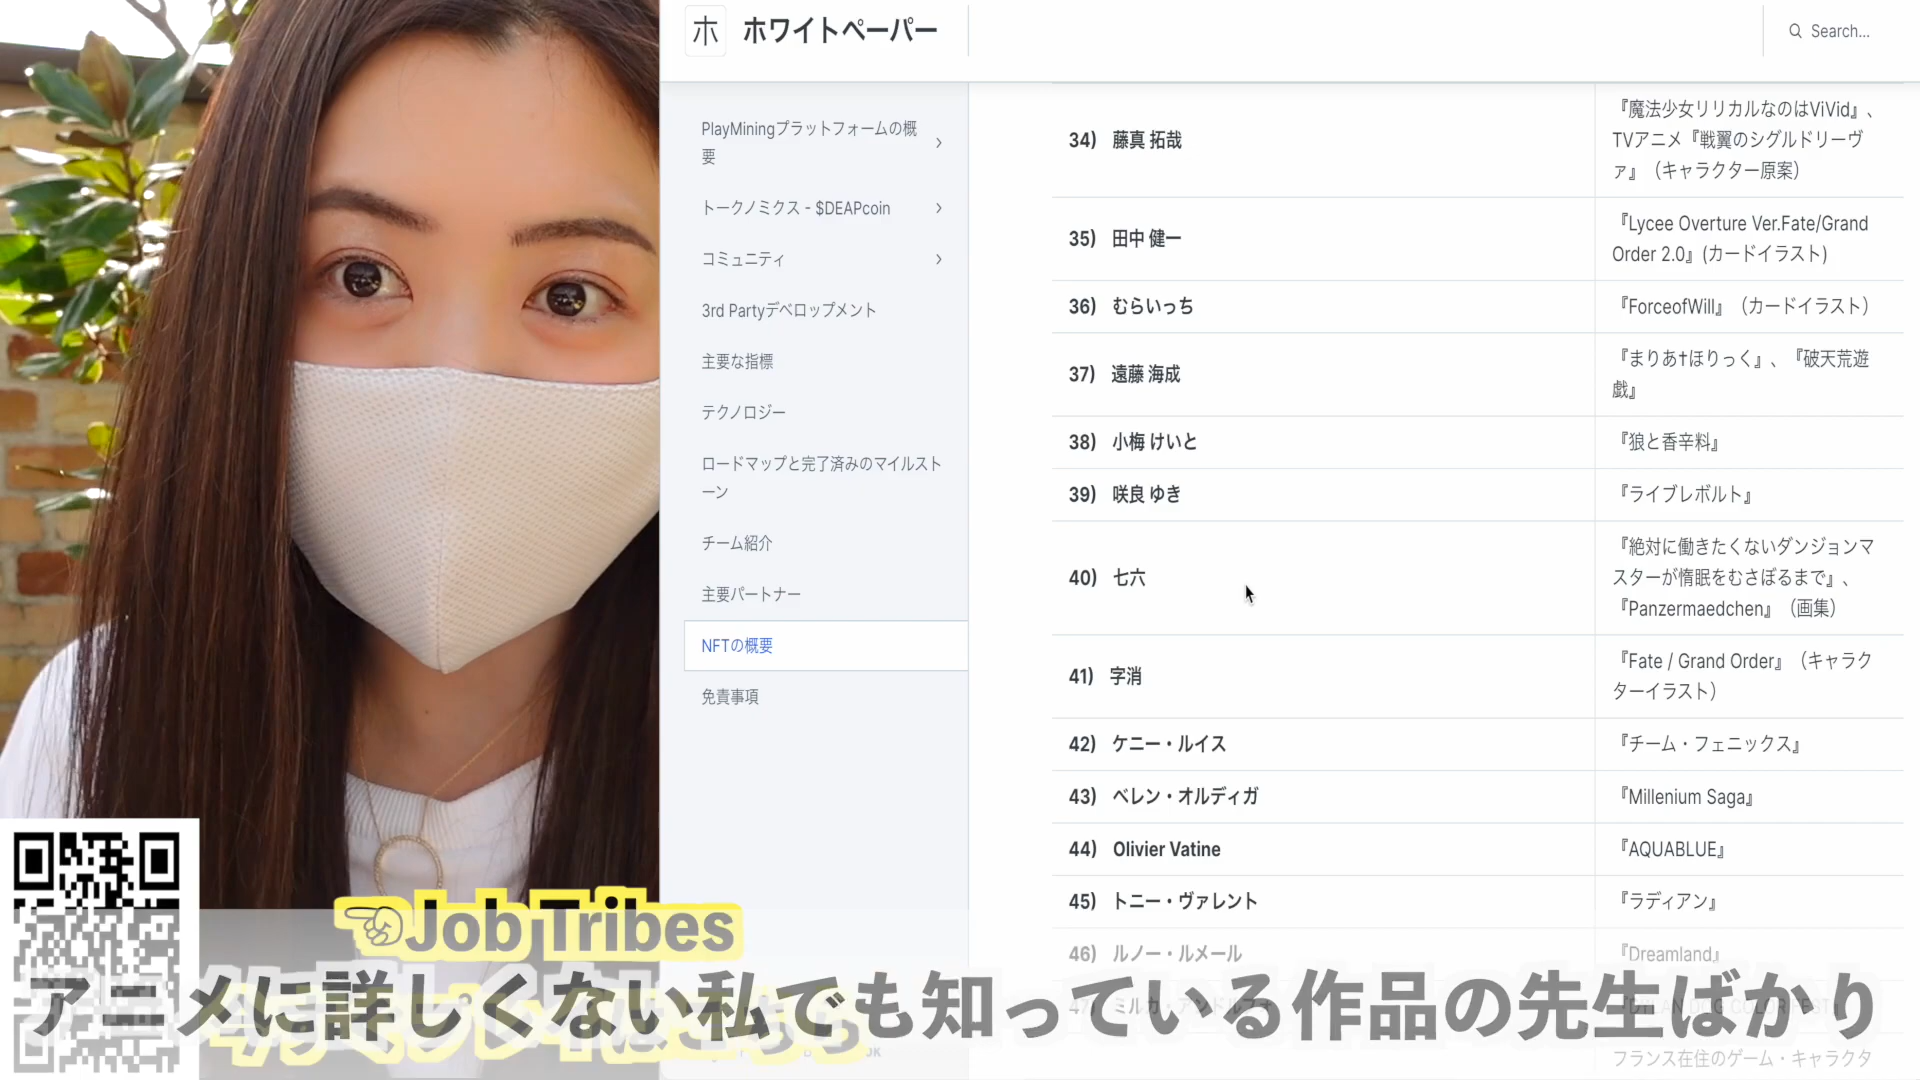 ホ ホワイトペーパー
Search...
PlayMiningプラットフォームの概
要
トークノミクス - $DEAPcoin
コミュニティ
3rd Partyデベロップメント
主要な指標
テクノロジー
ロードマップと完了済みのマイルスト
ーン
チーム紹介
主要パートナー
NFTの概要
免責事項
34) 藤真 拓哉
『魔法少女リリカルなのはViVid』、
TVアニメ『戦翼のシグルドリーヴ
ァ』（キャラクター原案）
35) 田中 健一
『Lycee Overture Ver.Fate/Grand
Order 2.0』(カードイラスト)
36) むらいっち
『ForceofWill』（カードイラスト）
37) 遠藤 海成
『まりあ†ほりっく』、『破天荒遊
戯』
38) 小梅 けいと
『狼と香辛料』
39) 咲良 ゆき
『ライブレボルト』
40) 七六
『絶対に働きたくないダンジョンマ
スターが惰眠をむさぼるまで』、
『Panzermaedchen』（画集）
41) 字消
『Fate / Grand Order』（キャラク
ターイラスト）
42) ケニー・ルイス
『チーム・フェニックス』
43) ベレン・オルディガ
『Millenium Saga』
44) Olivier Vatine
『AQUABLUE』
45) トニー・ヴァレント
『ラディアン』
46) ルノー・ルメール
『Dreamland』
47)
フランス在住のゲーム・キャラクタ
Job Tribes
アニメに詳しくない私でも知っている作品の先生ばかり